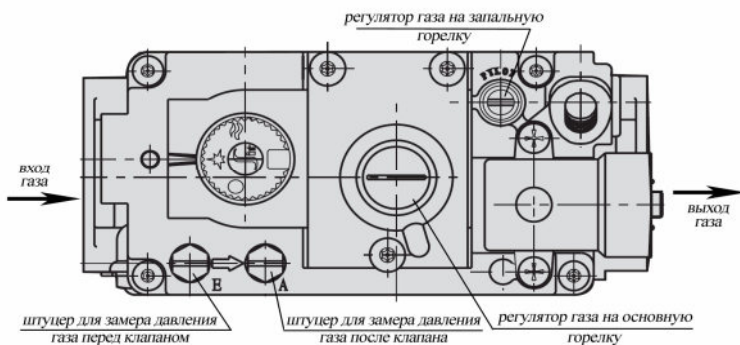 регулятор газа на запальную
горелку
PILOT
вход
газа
выход
газа
E
A
штуцер для замера давления
газа перед клапаном
штуцер для замера давления
газа после клапана
регулятор газа на основную
горелку